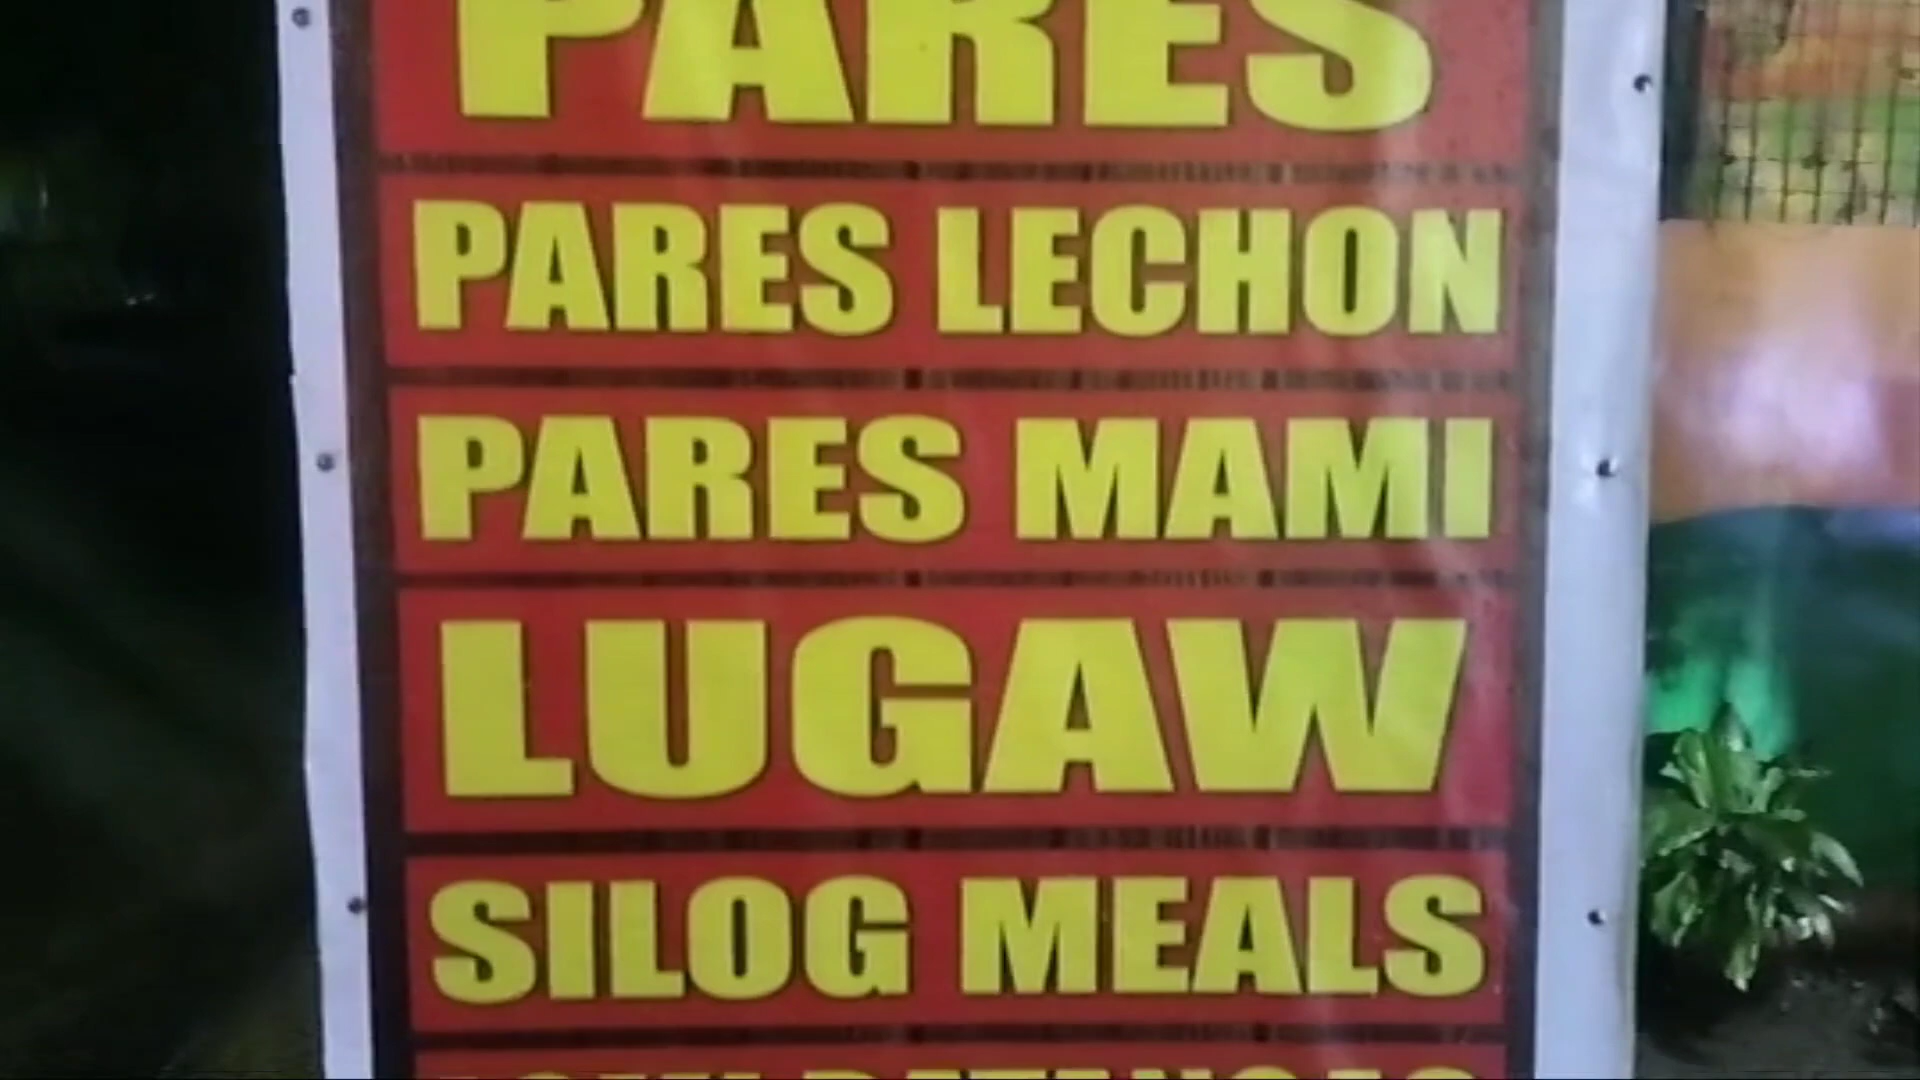 PARES
PARES LECHON
PARES MAMI
LUGAW
SILOG MEALS